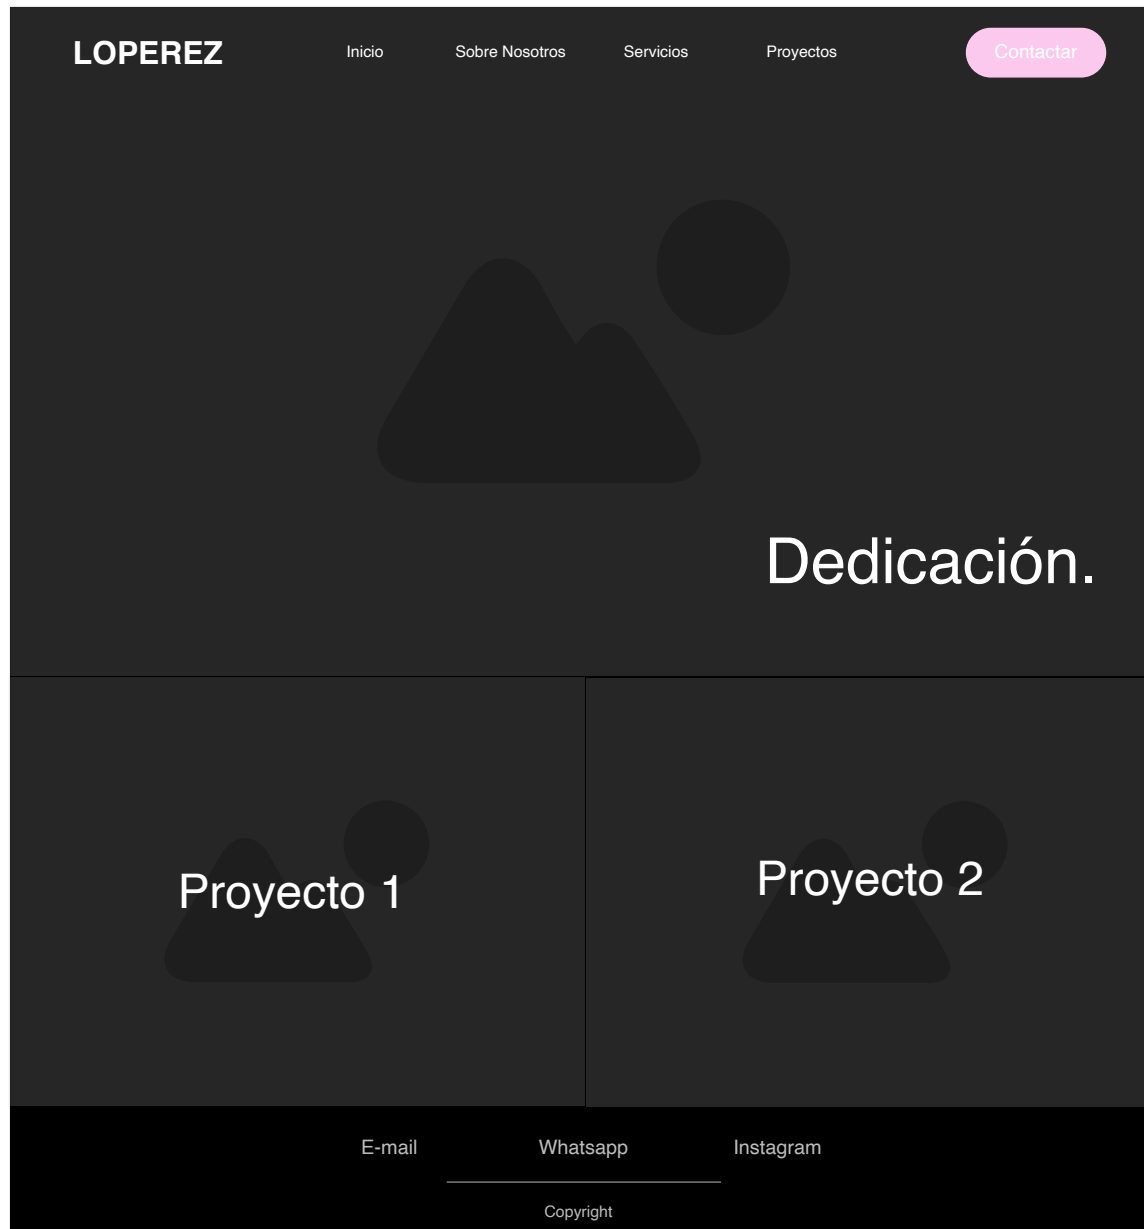 LOPEREZ
Inicio
Sobre Nosotros
Servicios
Proyectos
Contactar
Dedicación.
Proyecto 1
Proyecto 2
E-mail
Whatsapp
Instagram
Copyright